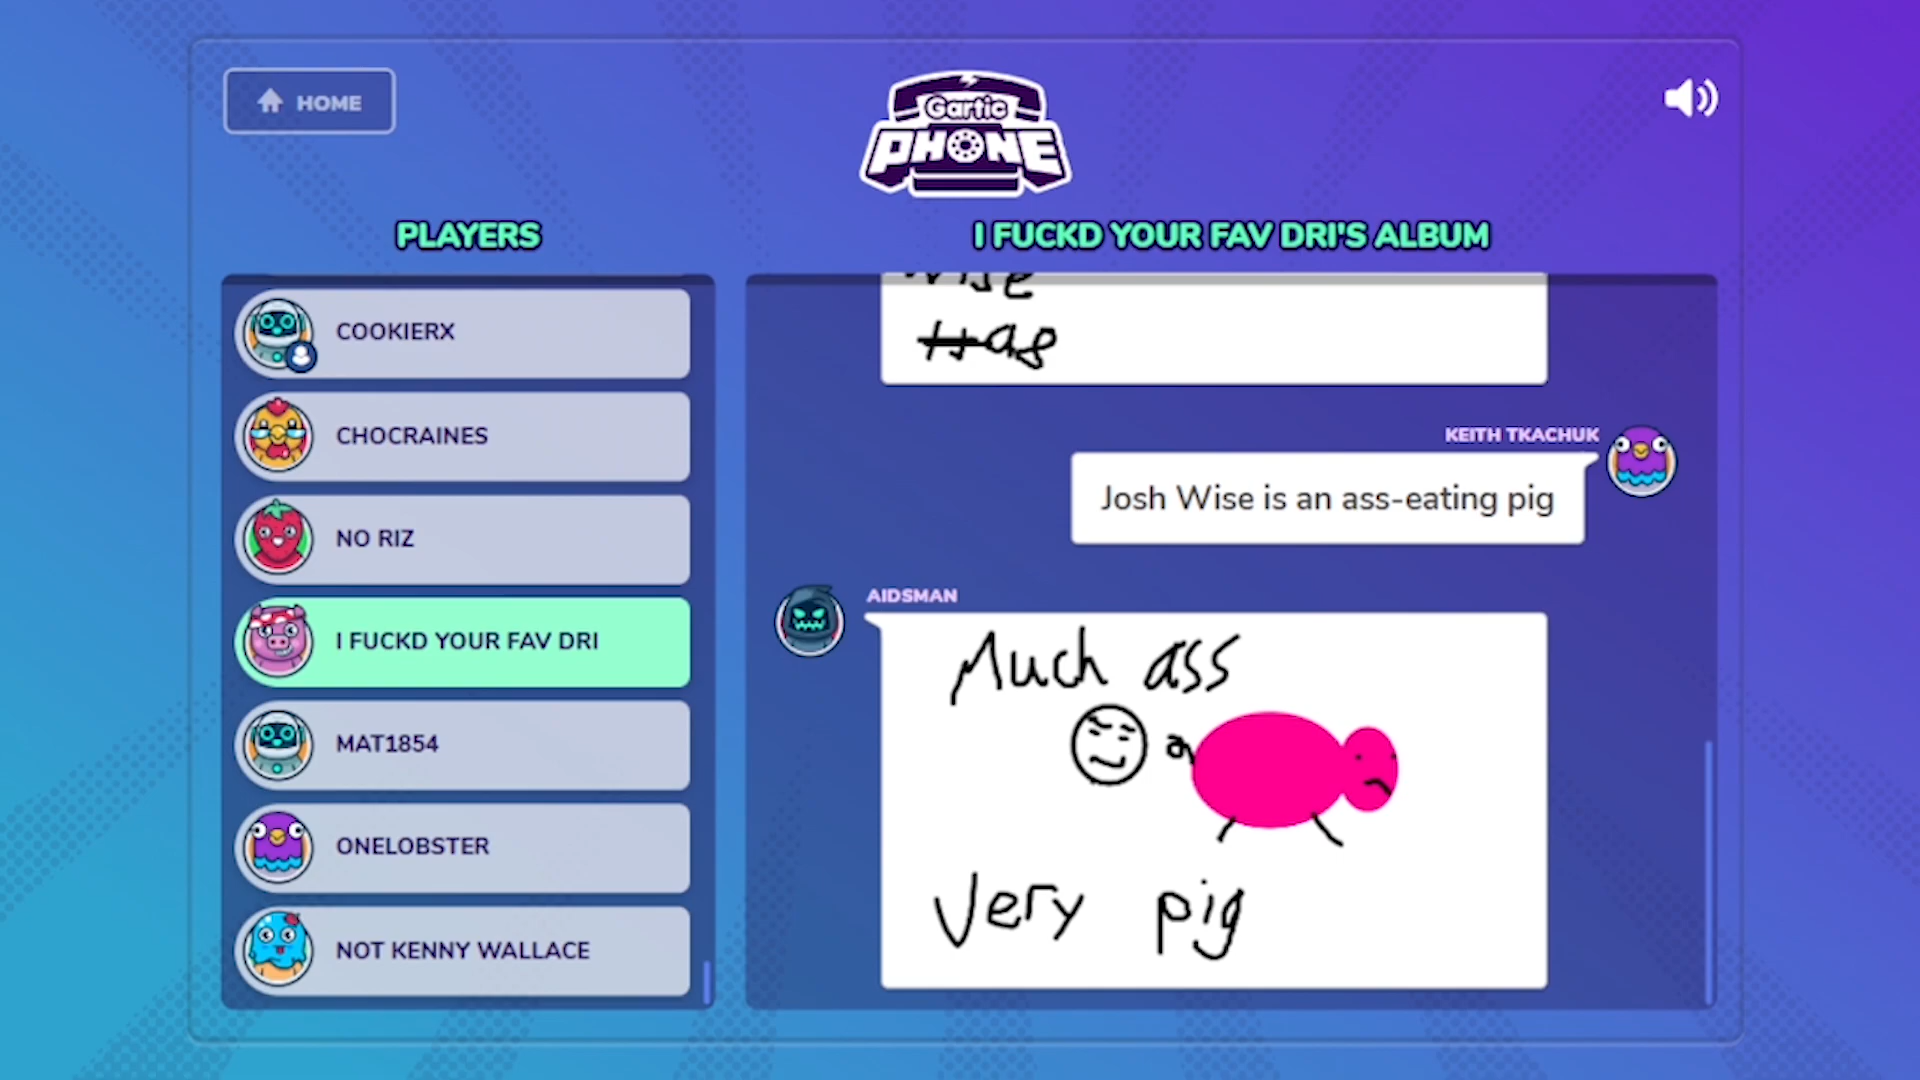 HOME
Gartic
PHONE
PLAYERS
I FUCKD YOUR FAV DRI'S ALBUM
COOKIERX
CHOCRAINES
NO RIZ
I FUCKD YOUR FAV DRI
MAT1854
ONELOBSTER
NOT KENNY WALLACE
wise
KEITH TKACHUK
Josh Wise is an ass-eating pig
AIDSMAN
Much ass
Very pig